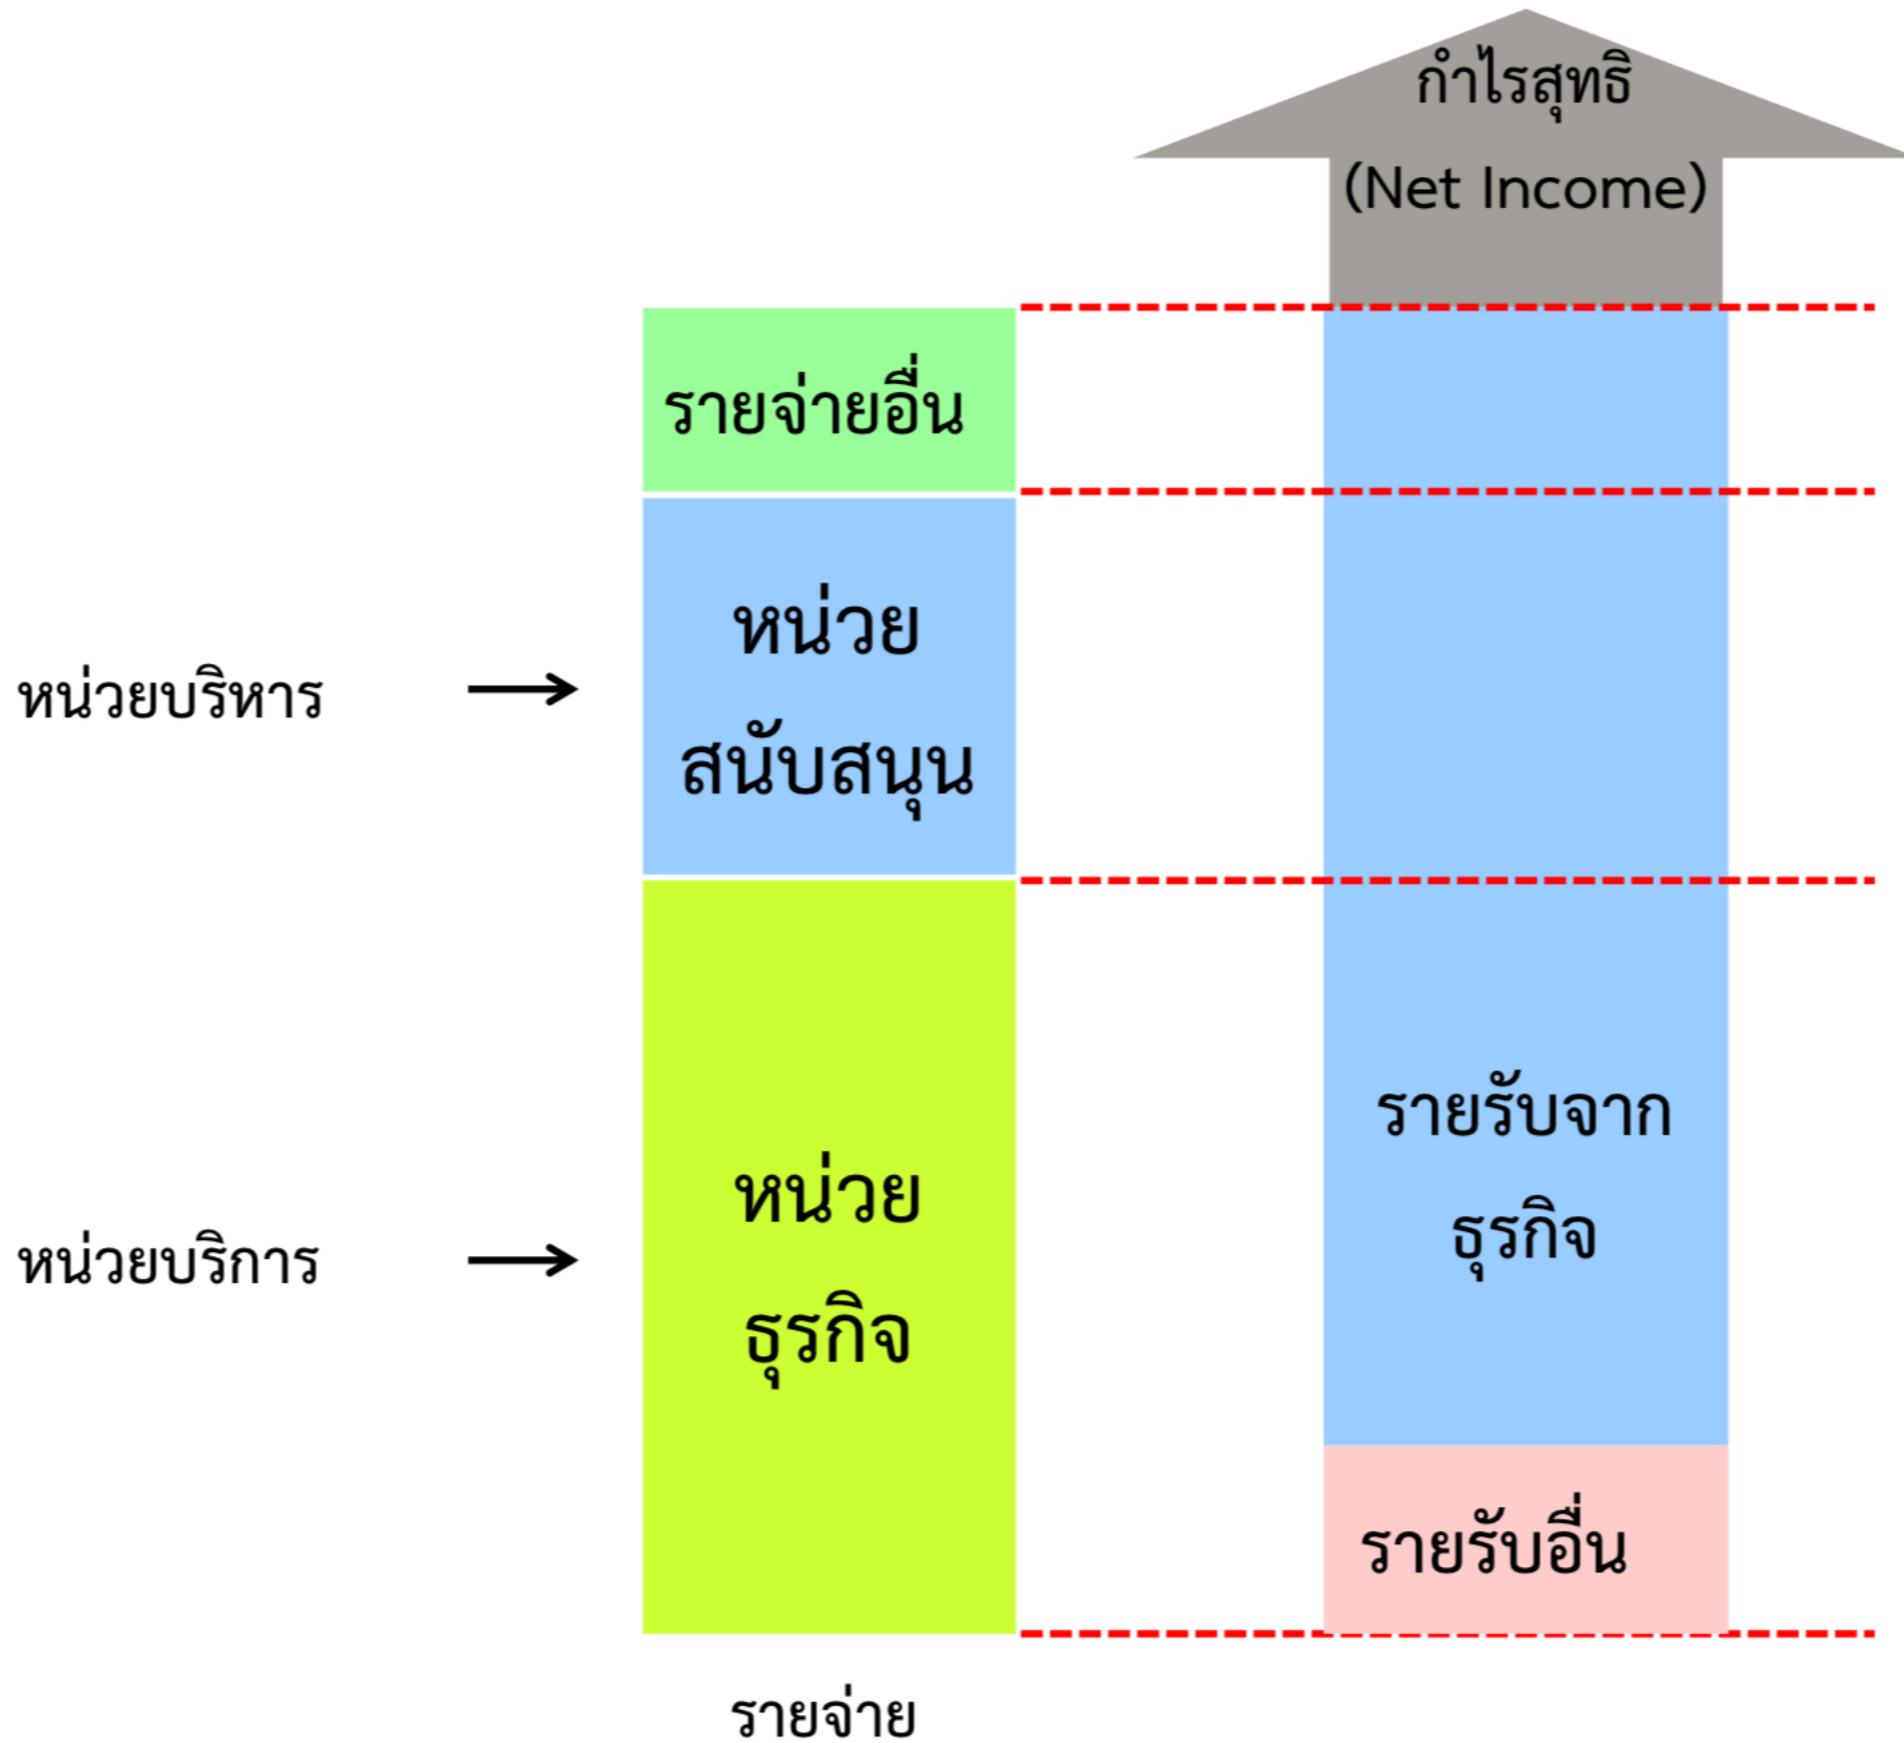 กำไรสุทธิ
(Net Income)
รายจ่ายอื่น
หน่วย
สนับสนุน
หน่วยบริหาร
รายรับจาก
ธุรกิจ
หน่วย
ธุรกิจ
หน่วยบริการ
รายรับอื่น
รายจ่าย